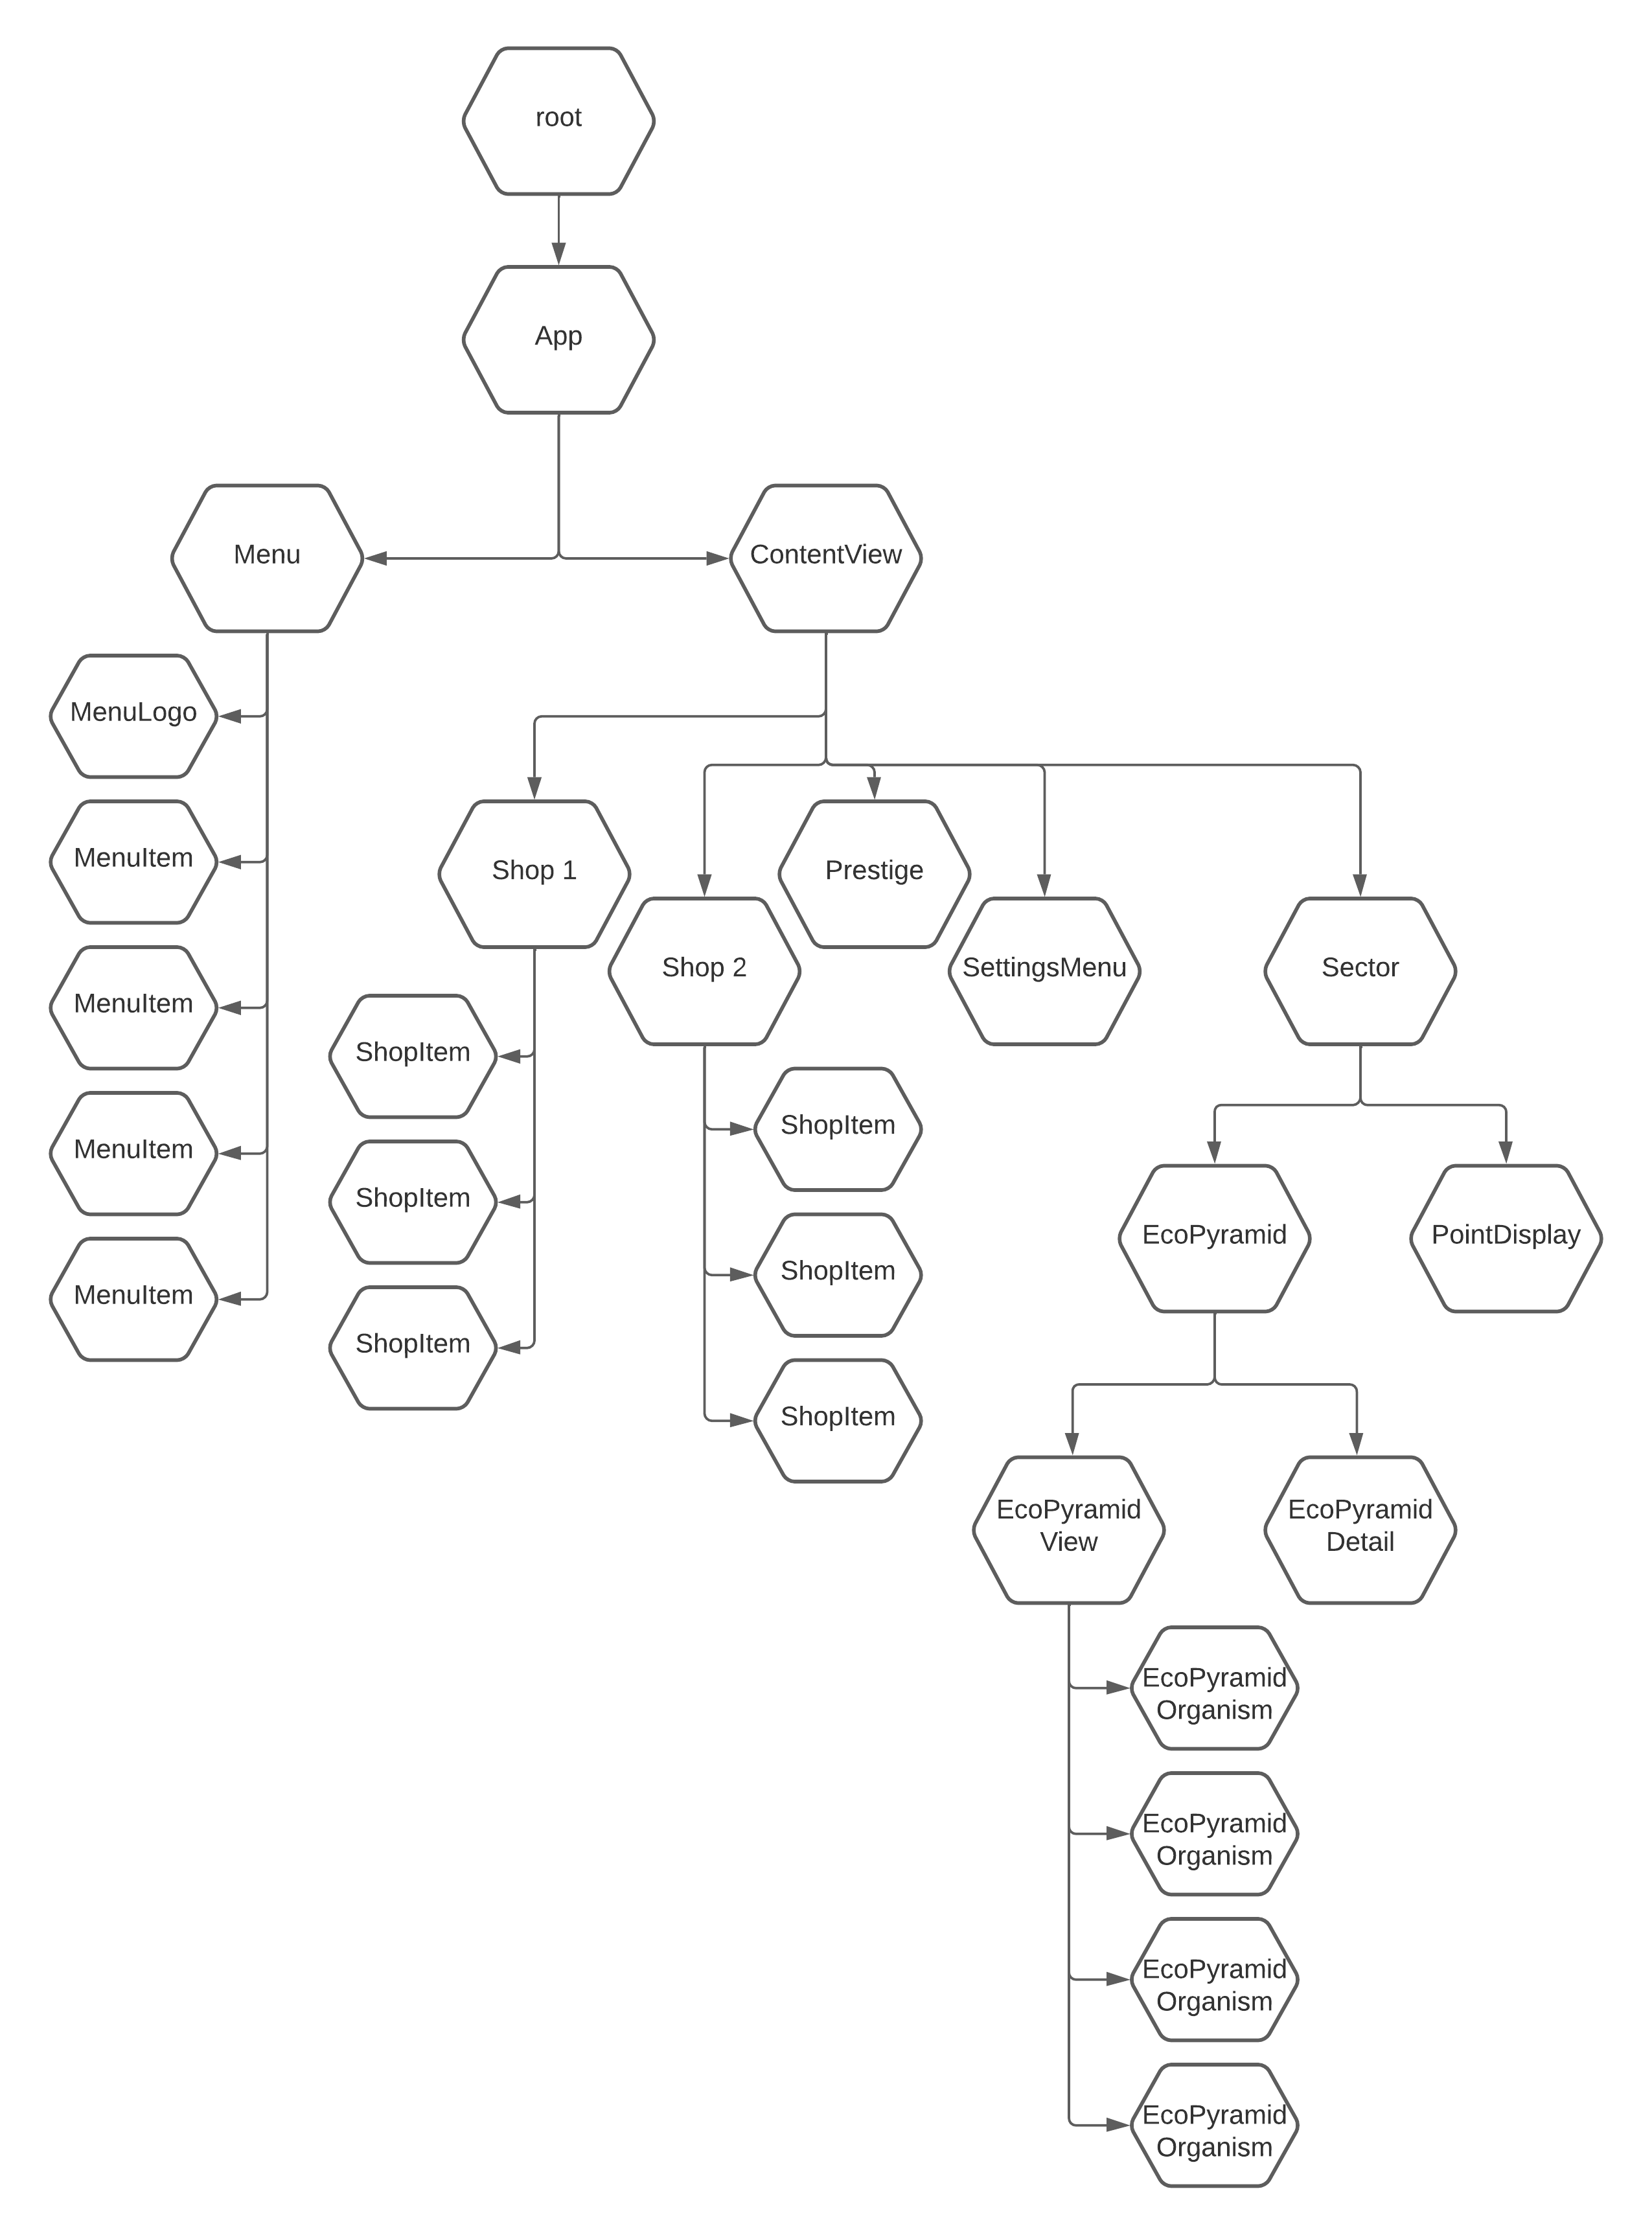 root
App
Menu
ContentView
MenuLogo
MenuItem
MenuItem
MenuItem
MenuItem
Shop 1
ShopItem
ShopItem
ShopItem
Shop 2
ShopItem
ShopItem
ShopItem
Prestige
SettingsMenu
Sector
EcoPyramid
PointDisplay
EcoPyramid
View
EcoPyramid
Detail
EcoPyramid
Organism
EcoPyramid
Organism
EcoPyramid
Organism
EcoPyramid
Organism